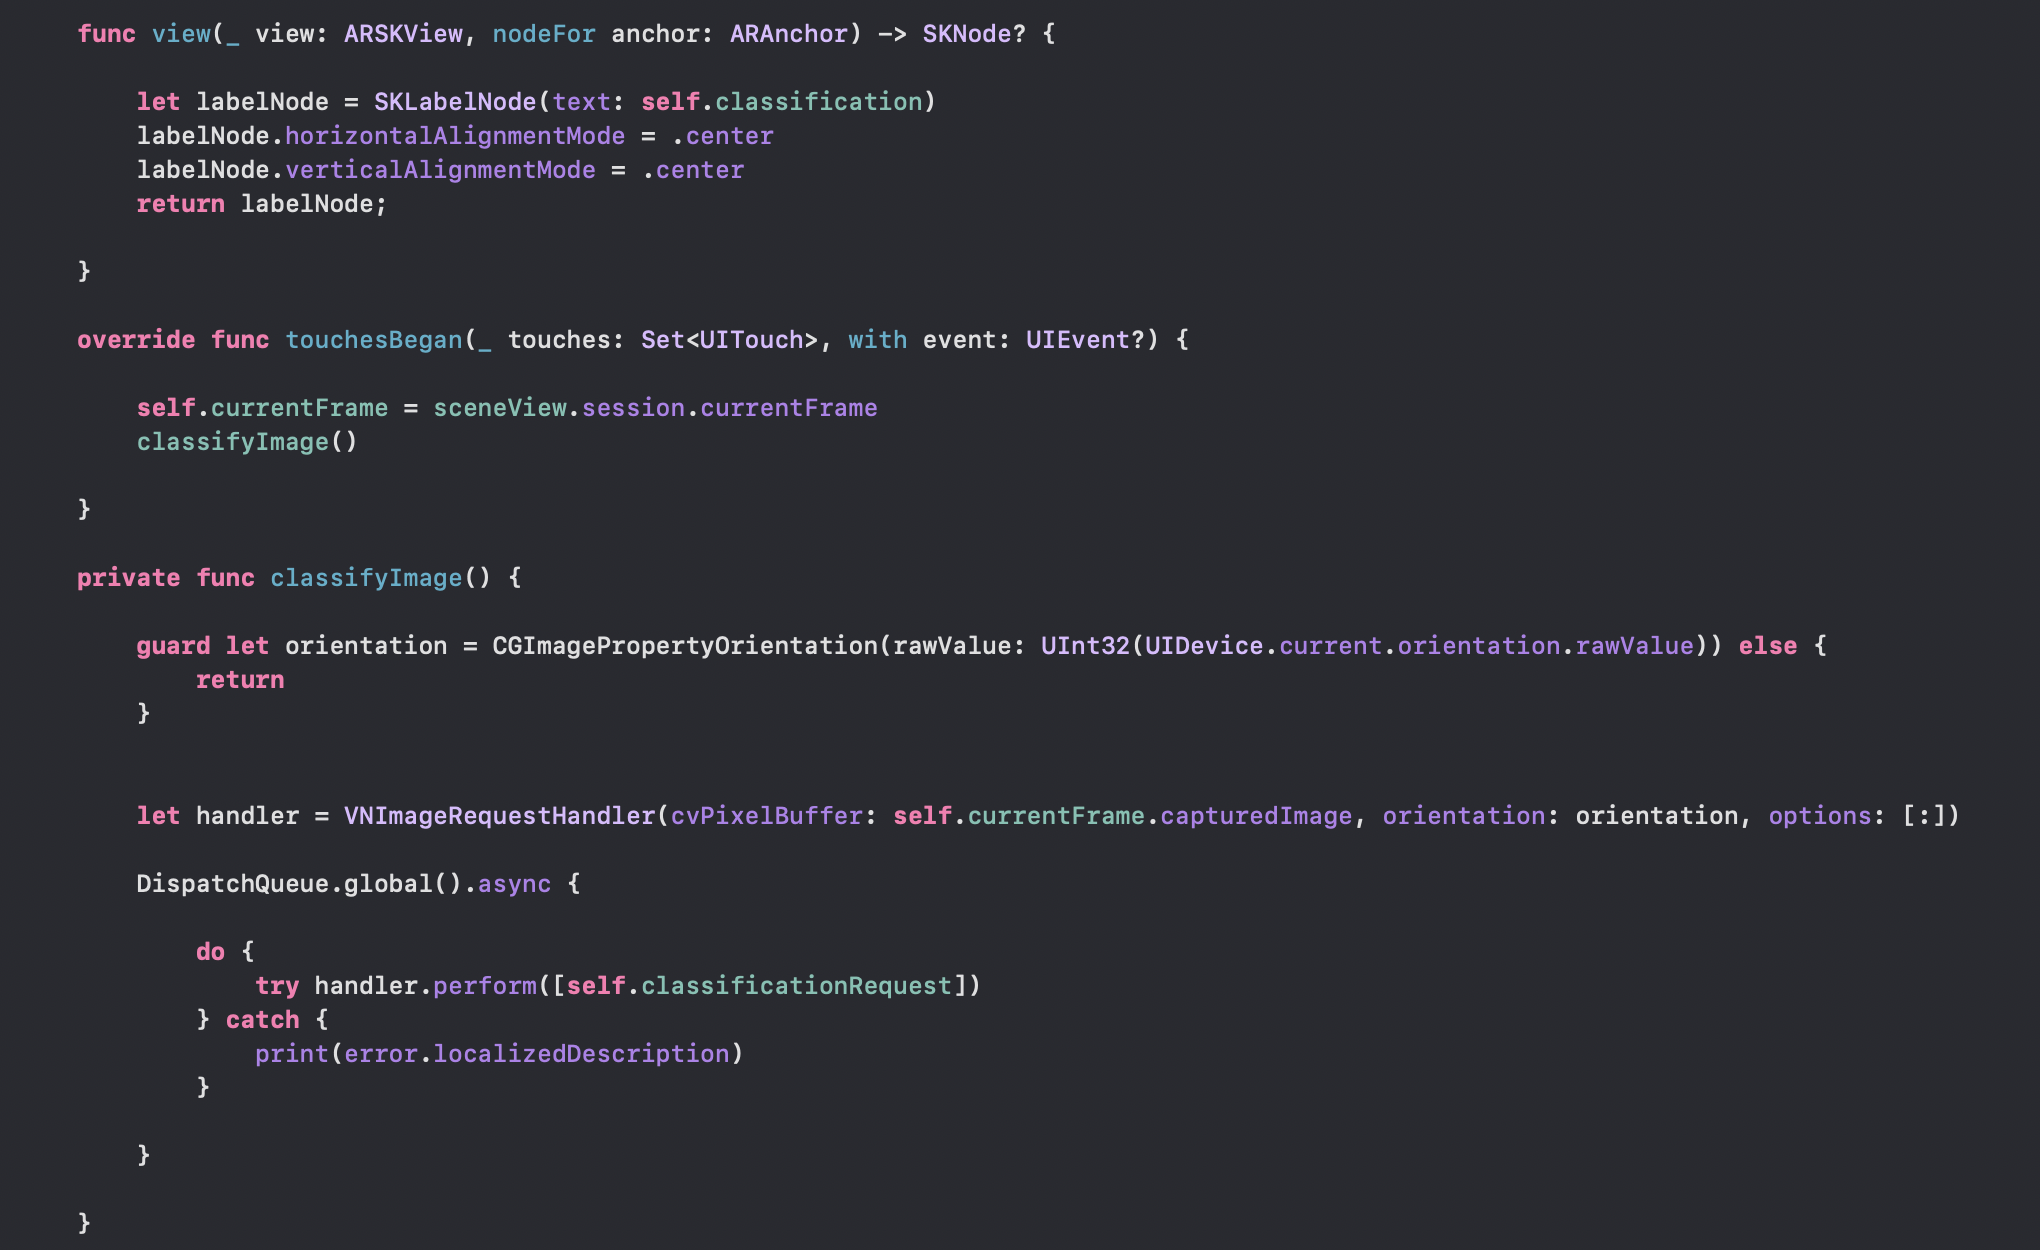 func view(_ view: ARSKView, nodeFor anchor: ARAnchor) -> SKNode? {
let labelNode = SKLabelNode(text: self.classification)
labelNode.horizontalAlignmentMode = .center
labelNode.verticalAlignmentMode = .center
return labelNode;
}
override func touchesBegan(_ touches: Set<UITouch>, with event: UIEvent?) {
self.currentFrame = sceneView.session.currentFrame
classifyImage()
}
private func classifyImage() {
guard let orientation = CGImagePropertyOrientation(rawValue: UInt32(UIDevice.current.orientation.rawValue)) else {
return
}
let handler = VNImageRequestHandler(cvPixelBuffer: self.currentFrame.capturedImage, orientation: orientation, options: [:])
DispatchQueue.global().async {
do {
try handler.perform([self.classificationRequest])
} catch {
print(error.localizedDescription)
}
}
}